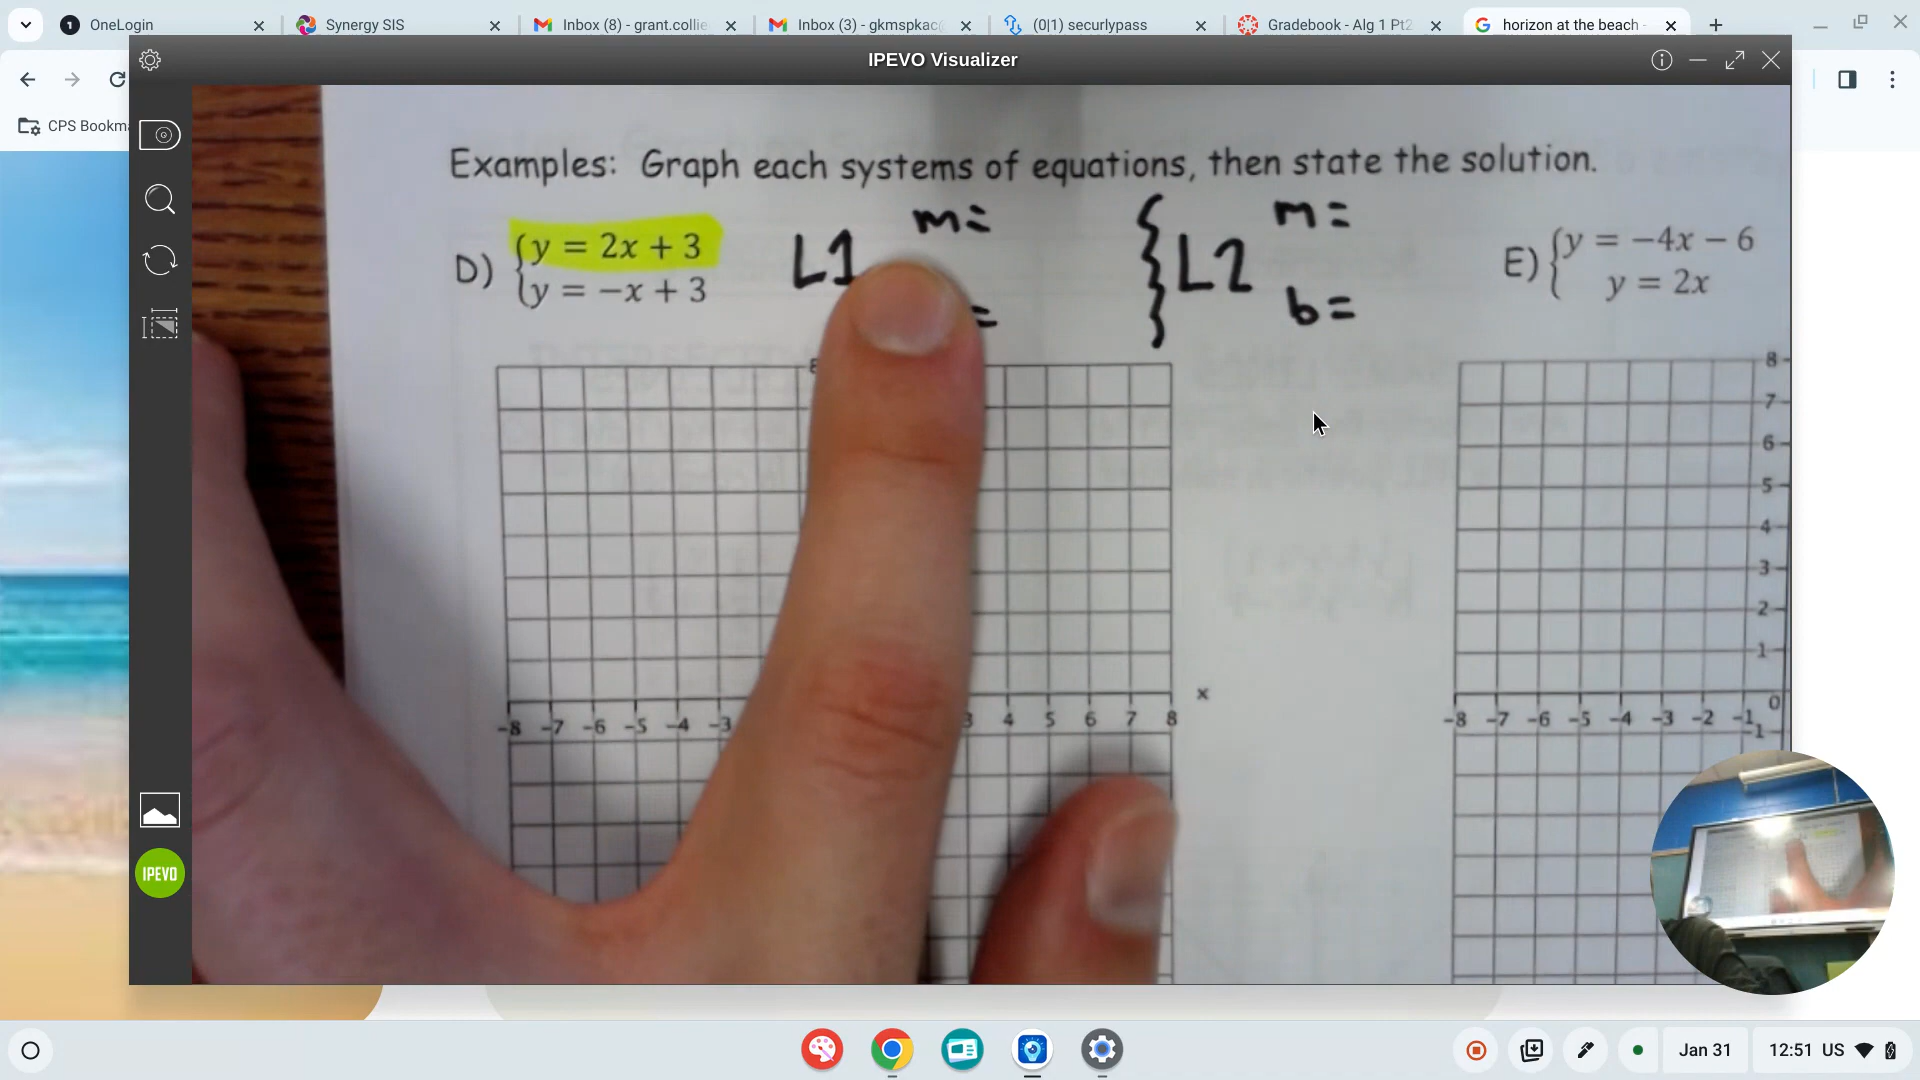 OneLogin
Synergy SIS
Inbox (8) - grant.collie
Inbox (3) - gkmspkac
(0|1) securlypass
Gradebook - Alg 1 Pt2
horizon at the beach -
IPEVO Visualizer
CPS Bookma
Examples: Graph each systems of equations, then state the solution.
D) { y = 2x + 3
y = −x + 3
L1 m=
=
{ L2 m=
b=
E) { y = −4x − 6
y = 2x
-8 -7 -6 -5 -4 -3 3 4 5 6 7 8 x
8
7
6
5
4
3
2
1
0
-8 -7 -6 -5 -4 -3 -2 -1
-1
IPEVO
Jan 31 12:51 US